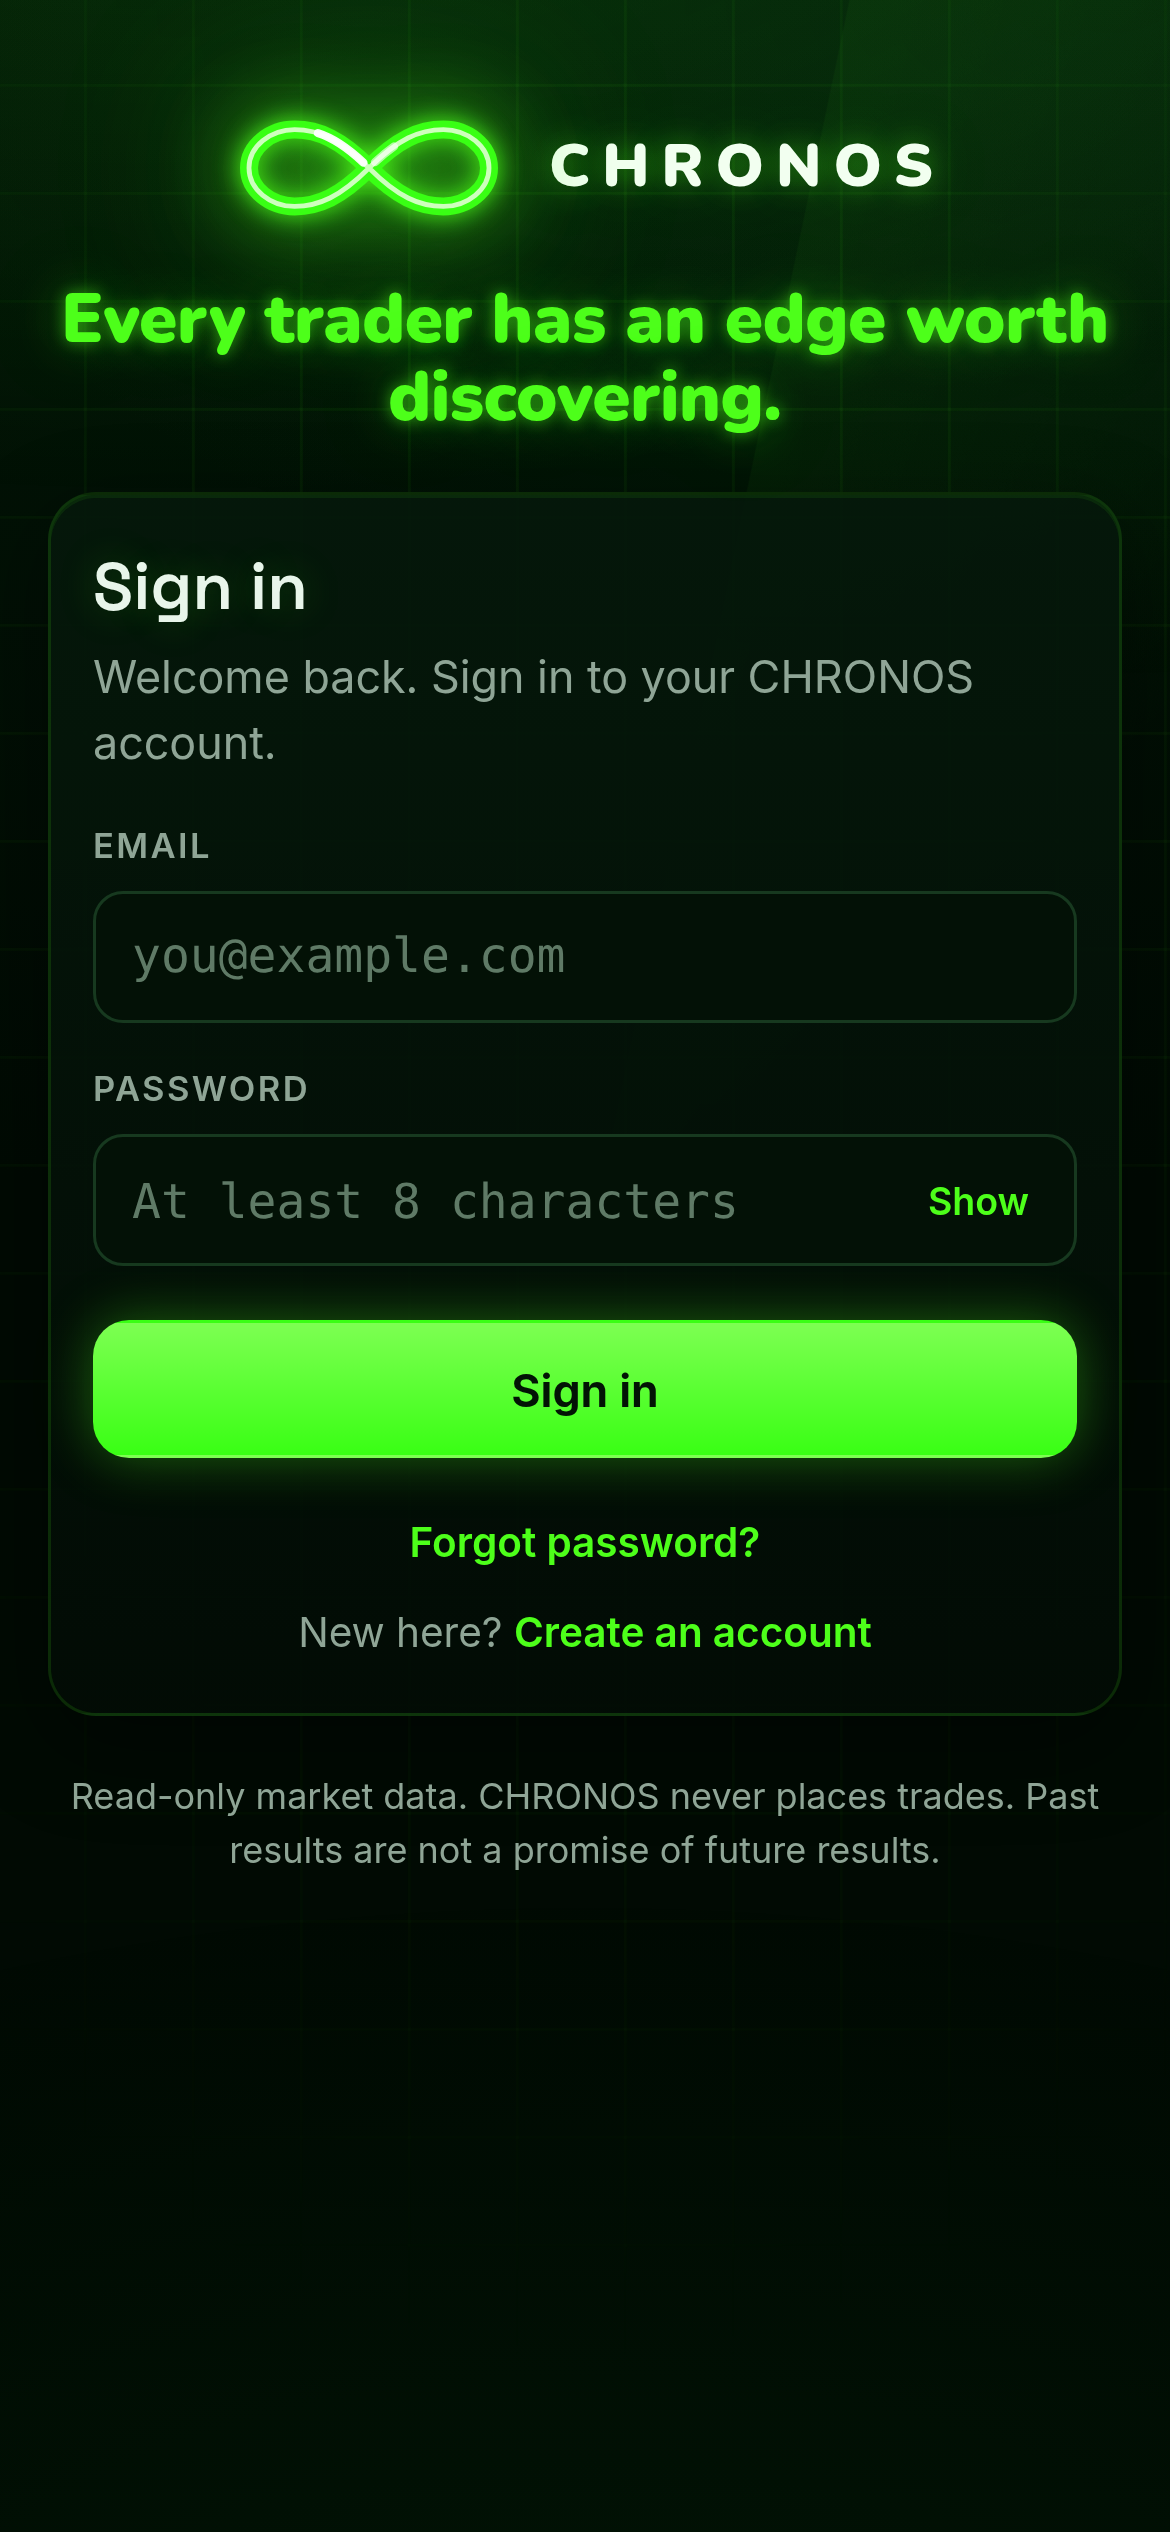 CHRONOS
Every trader has an edge worth
discovering.
Sign in
Welcome back. Sign in to your CHRONOS
account.
EMAIL
you@example.com
PASSWORD
At least 8 characters
Show
Sign in
Forgot password?
New here? Create an account
Read-only market data. CHRONOS never places trades. Past
results are not a promise of future results.